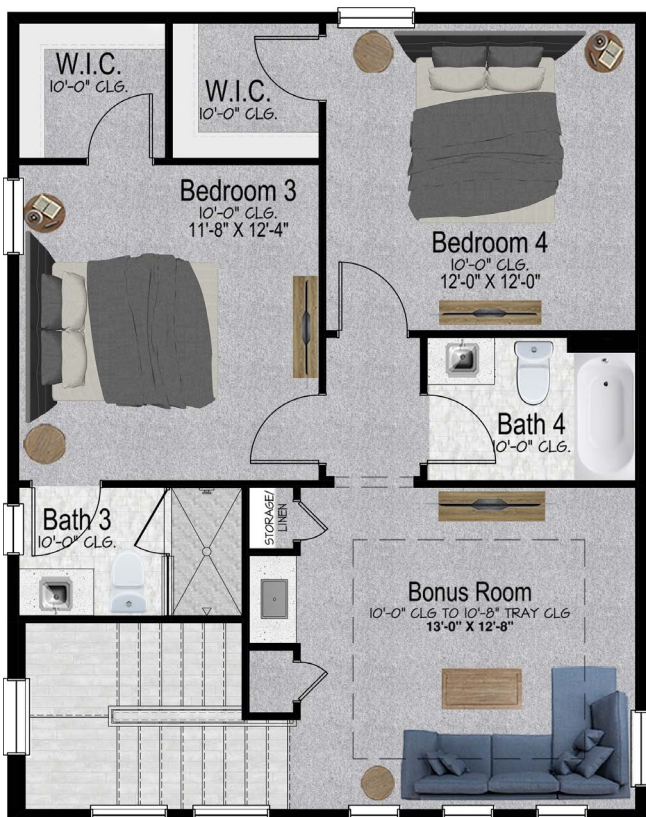 W.I.C.
10'-0" CLG.
W.I.C.
10'-0" CLG.
Bedroom 3
10'-0" CLG.
11'-8" X 12'-4"
Bedroom 4
10'-0" CLG.
12'-0" X 12'-0"
Bath 4
10'-0" CLG.
Bath 3
10'-0" CLG.
STORAGE/
LINEN
Bonus Room
10'-0" CLG TO 10'-8" TRAY CLG
13'-0" X 12'-8"